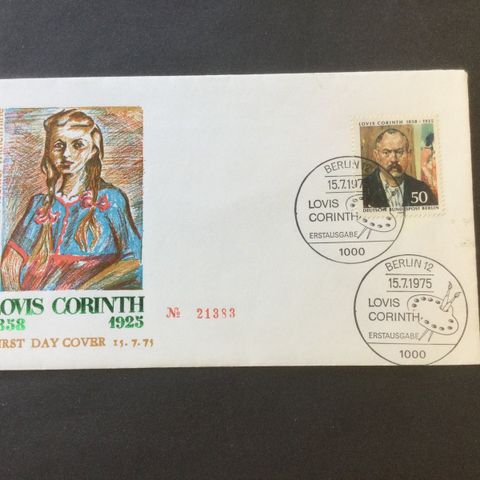 LOVIS CORINTH
1858 1925
FIRST DAY COVER 15.7.75
№ 21383
LOVIS CORINTH 1858-1925
50
DEUTSCHE BUNDESPOST BERLIN
BERLIN
15.7.197
LOVIS
CORINTH
ERSTAUSGABE
1000
BERLIN 12
15.7.1975
LOVIS
CORINTH
ERSTAUSGABE
1000